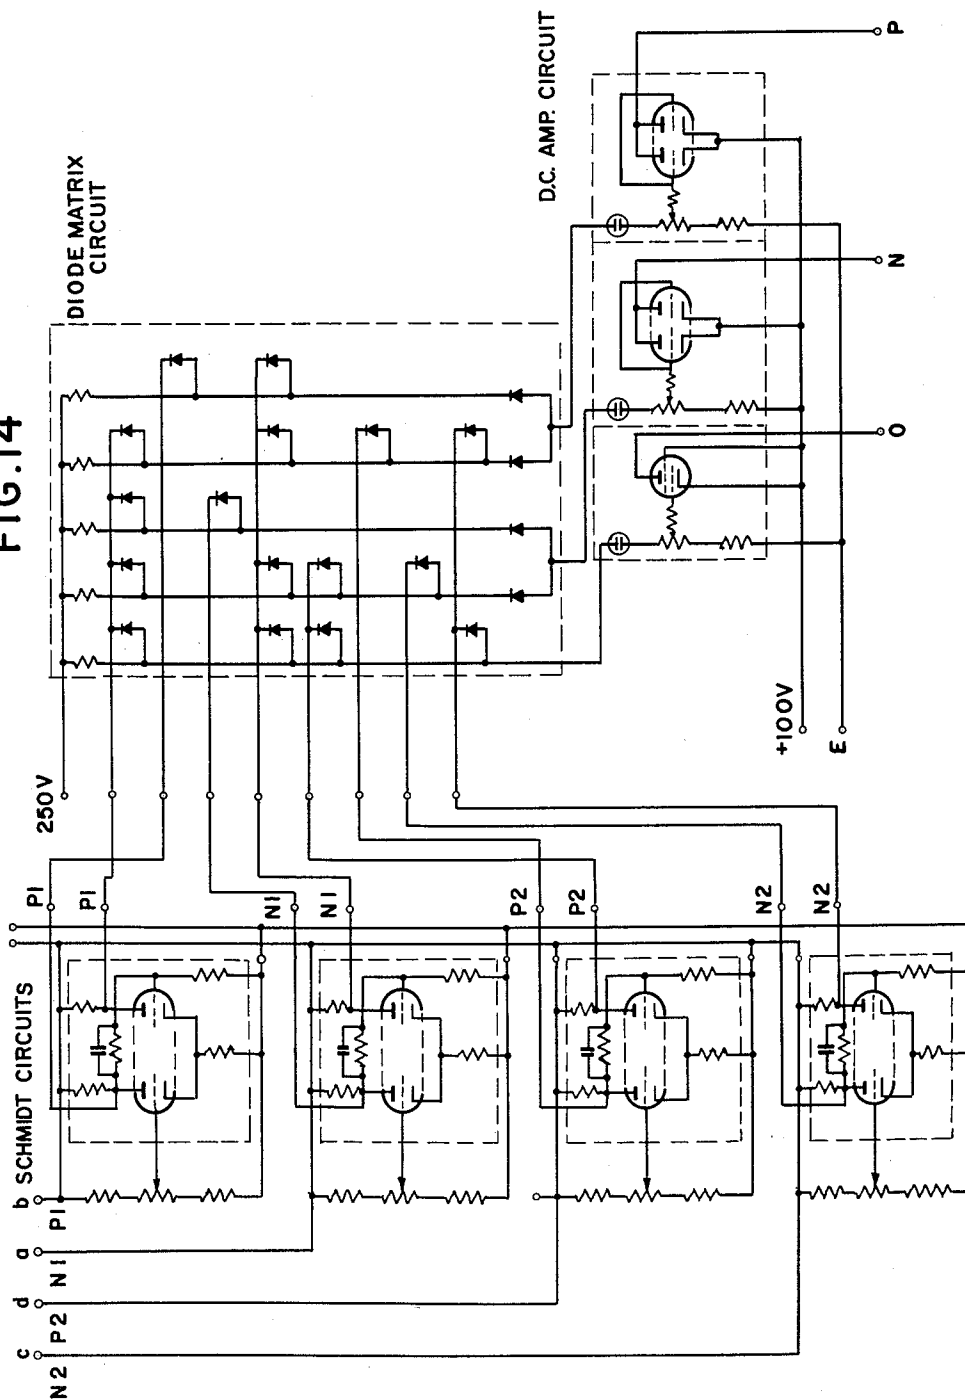 FIG.14
DIODE MATRIX
CIRCUIT
D.C. AMP. CIRCUIT
250V
P
N
O
+100V
E
P1
P1
N1
N1
P2
P2
N2
N2
SCHMIDT CIRCUITS
b
P1
a
N1
d
P2
c
N2